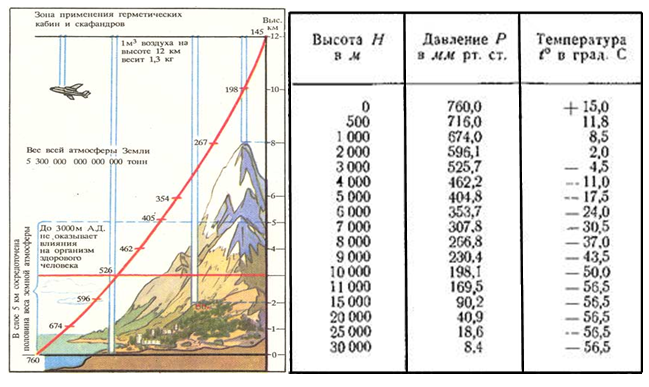 Зона применения герметических
кабин и скафандров
Выс.
км
145
12
1м³ воздуха на
высоте 12 км
весит 1,3 кг
198
10
267
8
Вес всей атмосферы Земли
5 300 000 000 000 000 тонн
354
6
405
До 3000м А.Д.
не оказывает
влияния
на организм
здорового
человека
462
4
526
596
2
674
760
0
В слое 5 км сосредоточена
половина веса земной атмосферы
Высота H
в м
Давление P
в мм рт. ст.
Температура
t° в град. С
0 760,0 + 15,0
500 716,0 11,8
1 000 674,0 8,5
2 000 596,1 2,0
3 000 525,7 — 4,5
4 000 462,2 — 11,0
5 000 404,8 — 17,5
6 000 353,7 — 24,0
7 000 307,8 — 30,5
8 000 266,8 — 37,0
9 000 230,4 — 43,5
10 000 198,1 — 50,0
11 000 169,5 — 56,5
15 000 90,2 — 56,5
20 000 40,9 — 56,5
25 000 18,6 — 56,5
30 000 8,4 — 56,5